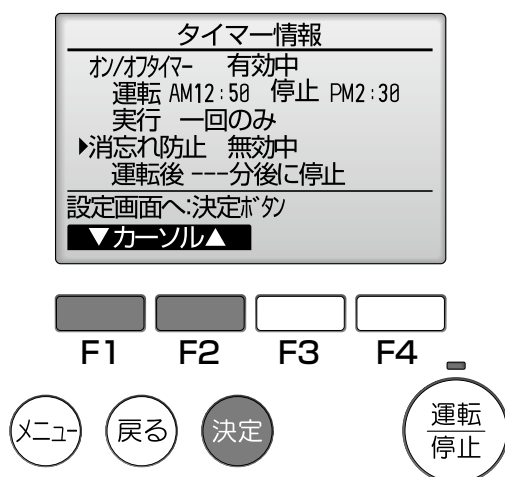 タイマー情報
オン/オフタイマー 有効中
運転 AM12:50 停止 PM2:30
実行 一回のみ
▶消忘れ防止 無効中
運転後 ---分後に停止
設定画面へ:決定ボタン
▼カーソル▲
F1 F2 F3 F4
メニュー 戻る 決定 運転
停止